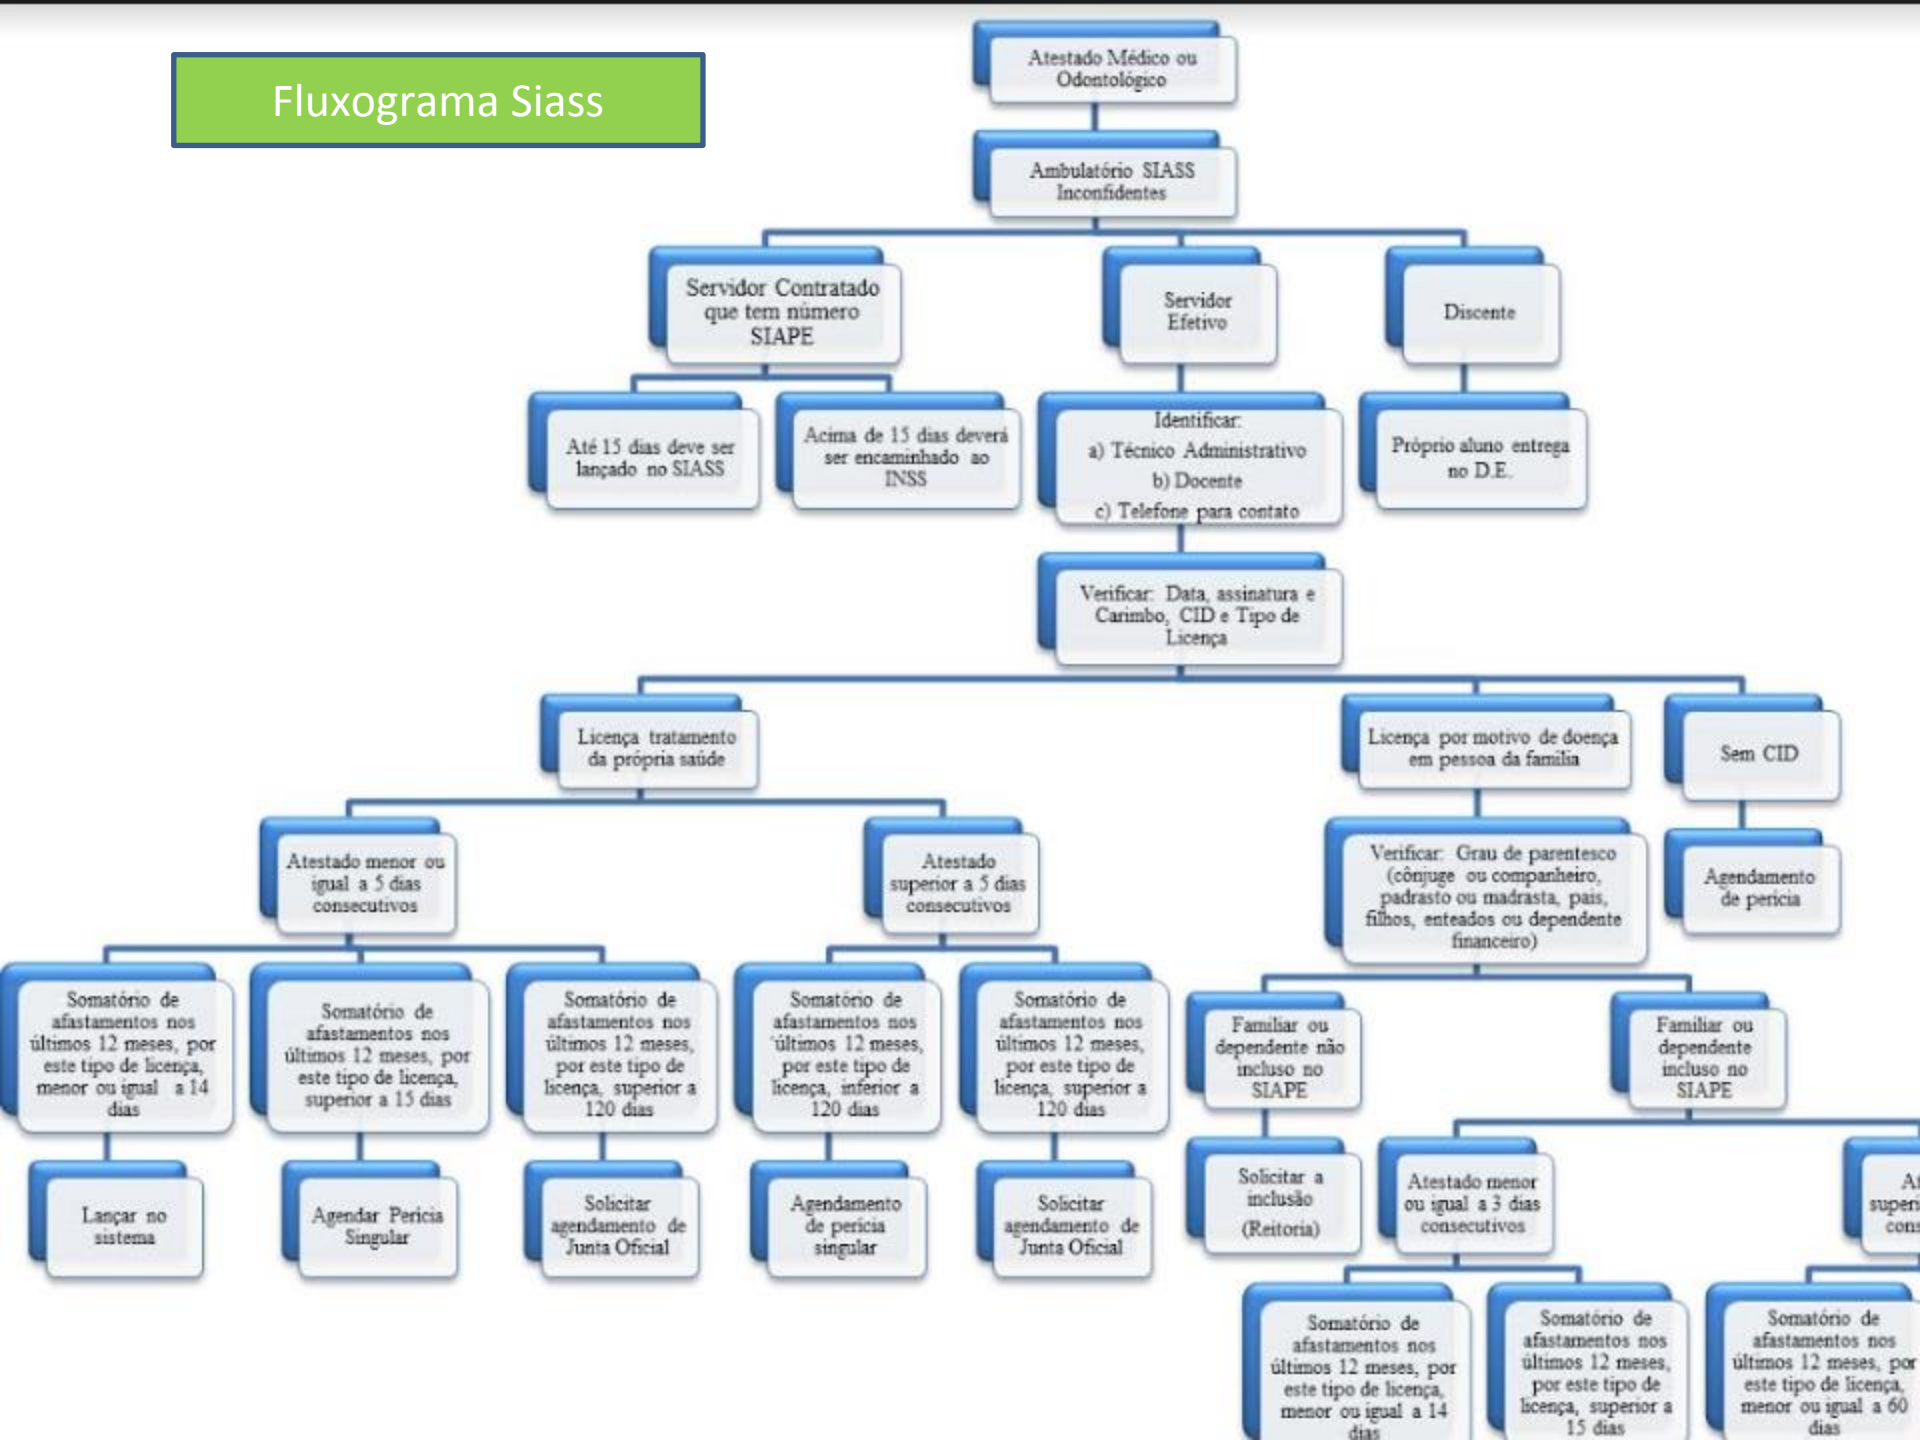 Fluxograma Siass
Atestado Médico ou
Odontológico
Ambulatório SIASS
Inconfidentes
Servidor Contratado
que tem número
SIAPE
Servidor
Efetivo
Discente
Até 15 dias deve ser
lançado no SIASS
Acima de 15 dias deverá
ser encaminhado ao
INSS
Identificar:
a) Técnico Administrativo
b) Docente
c) Telefone para contato
Próprio aluno entrega
no D.E.
Verificar: Data, assinatura e
Carimbo, CID e Tipo de
Licença
Licença tratamento
da própria saúde
Licença por motivo de doença
em pessoa da família
Sem CID
Atestado menor ou
igual a 5 dias
consecutivos
Atestado
superior a 5 dias
consecutivos
Verificar: Grau de parentesco
(cônjuge ou companheiro,
padrasto ou madrasta, pais,
filhos, enteados ou dependente
financeiro)
Agendamento
de perícia
Somatório de
afastamentos nos
últimos 12 meses, por
este tipo de licença,
menor ou igual a 14
dias
Somatório de
afastamentos nos
últimos 12 meses, por
este tipo de licença,
superior a 15 dias
Somatório de
afastamentos nos
últimos 12 meses,
por este tipo de
licença, superior a
120 dias
Somatório de
afastamentos nos
últimos 12 meses,
por este tipo de
licença, inferior a
120 dias
Somatório de
afastamentos nos
últimos 12 meses,
por este tipo de
licença, superior a
120 dias
Familiar ou
dependente não
incluso no
SIAPE
Familiar ou
dependente
incluso no
SIAPE
Lançar no
sistema
Agendar Perícia
Singular
Solicitar
agendamento de
Junta Oficial
Agendamento
de perícia
singular
Solicitar
agendamento de
Junta Oficial
Solicitar a
inclusão
(Reitoria)
Atestado menor
ou igual a 3 dias
consecutivos
Somatório de
afastamentos nos
últimos 12 meses, por
este tipo de licença,
menor ou igual a 14
dias
Somatório de
afastamentos nos
últimos 12 meses,
por este tipo de
licença, superior a
15 dias
Somatório de
afastamentos nos
últimos 12 meses, por
este tipo de licença,
menor ou igual a 60
dias